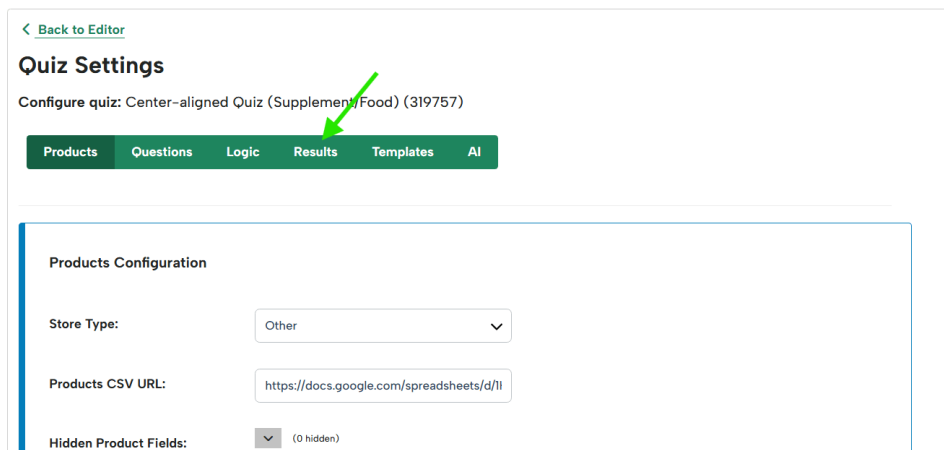 Back to Editor
Quiz Settings
Configure quiz: Center-aligned Quiz (Supplement/Food) (319757)
Products Questions Logic Results Templates AI
Products Configuration
Store Type: Other
Products CSV URL: https://docs.google.com/spreadsheets/d/1
Hidden Product Fields: (0 hidden)